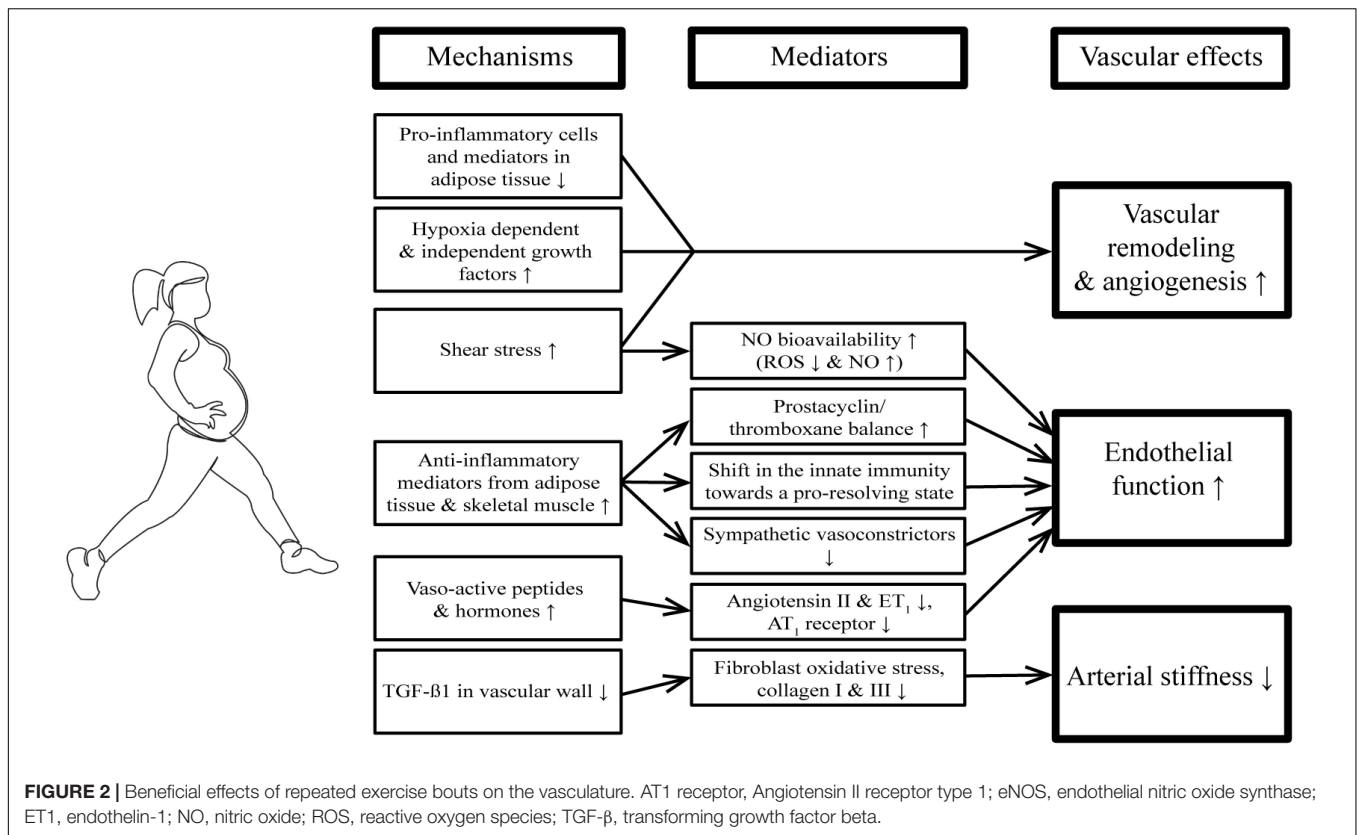 Mechanisms
Mediators
Vascular effects
Pro-inflammatory cells
and mediators in
adipose tissue ↓
Hypoxia dependent
& independent growth
factors ↑
Shear stress ↑
Anti-inflammatory
mediators from adipose
tissue & skeletal muscle ↑
Vaso-active peptides
& hormones ↑
TGF-ß1 in vascular wall ↓
NO bioavailability ↑
(ROS ↓ & NO ↑)
Prostacyclin/
thromboxane balance ↑
Shift in the innate immunity
towards a pro-resolving state
Sympathetic vasoconstrictors
↓
Angiotensin II & ET₁ ↓,
AT₁ receptor ↓
Fibroblast oxidative stress,
collagen I & III ↓
Vascular
remodeling
& angiogenesis ↑
Endothelial
function ↑
Arterial stiffness ↓
FIGURE 2 | Beneficial effects of repeated exercise bouts on the vasculature. AT1 receptor, Angiotensin II receptor type 1; eNOS, endothelial nitric oxide synthase;
ET1, endothelin-1; NO, nitric oxide; ROS, reactive oxygen species; TGF-β, transforming growth factor beta.